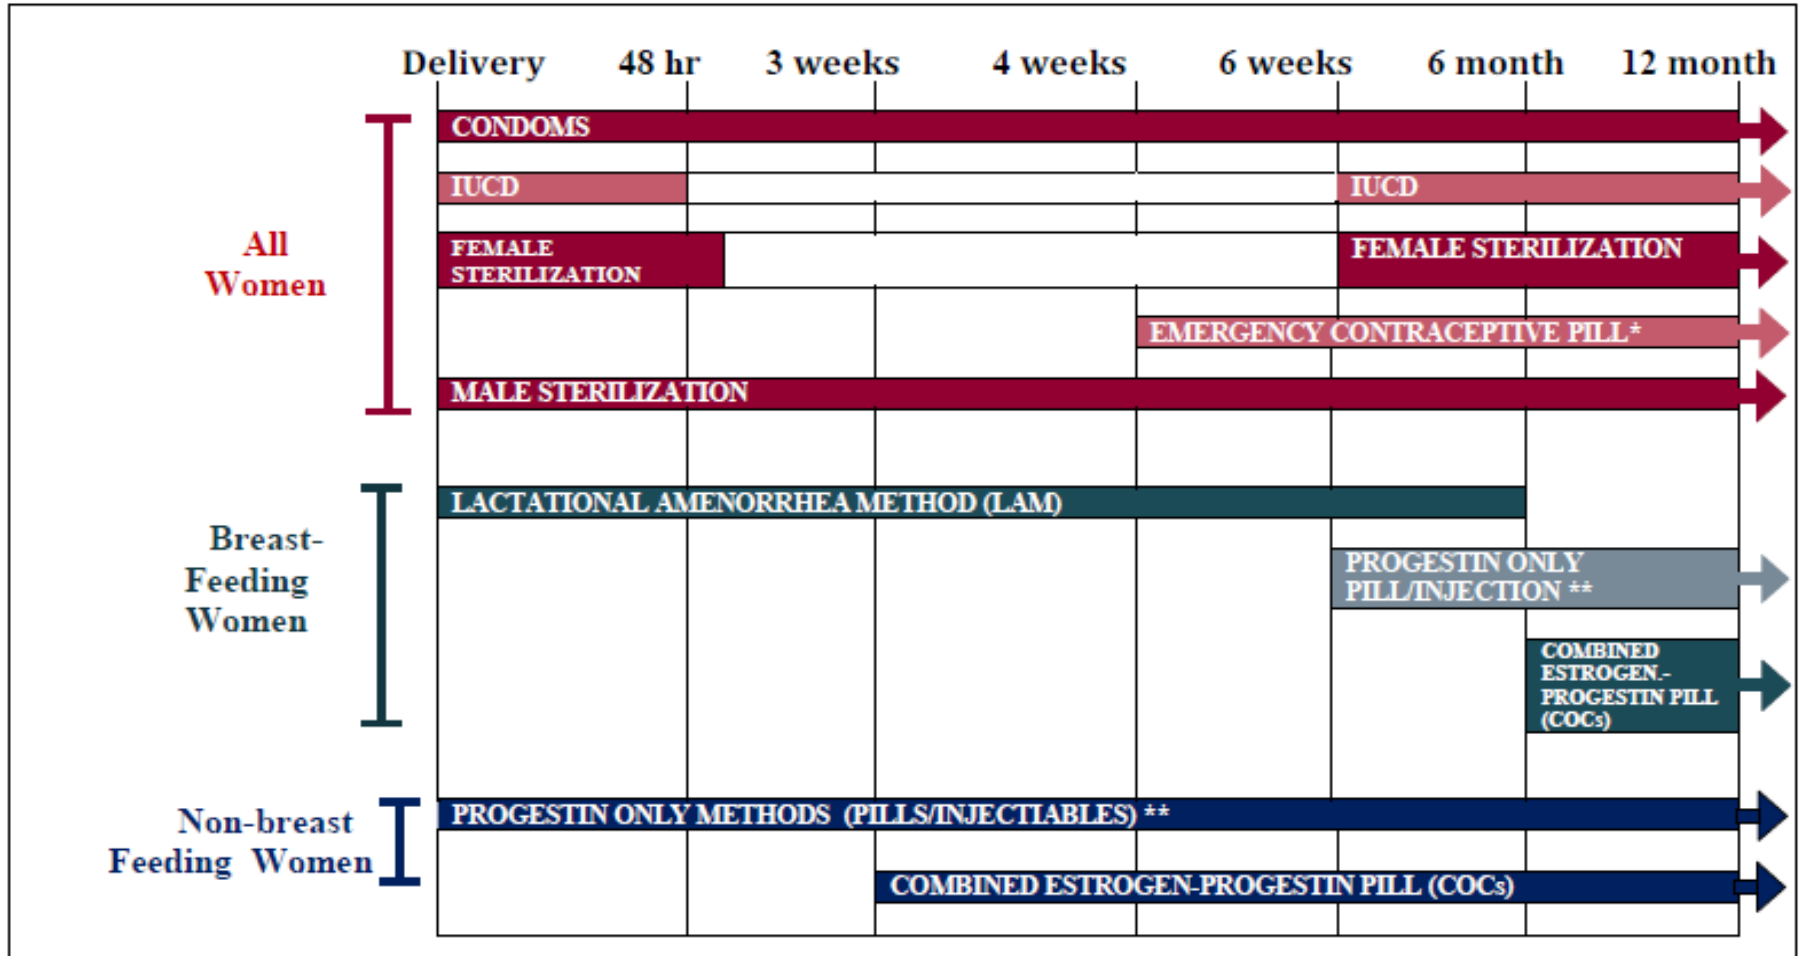 Delivery 48 hr 3 weeks 4 weeks 6 weeks 6 month 12 month
CONDOMS
IUCD IUCD
All
Women
FEMALE
STERILIZATION
FEMALE STERILIZATION
EMERGENCY CONTRACEPTIVE PILL*
MALE STERILIZATION
Breast-
Feeding
Women
LACTATIONAL AMENORRHEA METHOD (LAM)
PROGESTIN ONLY
PILL/INJECTION **
COMBINED
ESTROGEN.-
PROGESTIN PILL
(COCs)
Non-breast
Feeding Women
PROGESTIN ONLY METHODS (PILLS/INJECTIABLES) **
COMBINED ESTROGEN-PROGESTIN PILL (COCs)